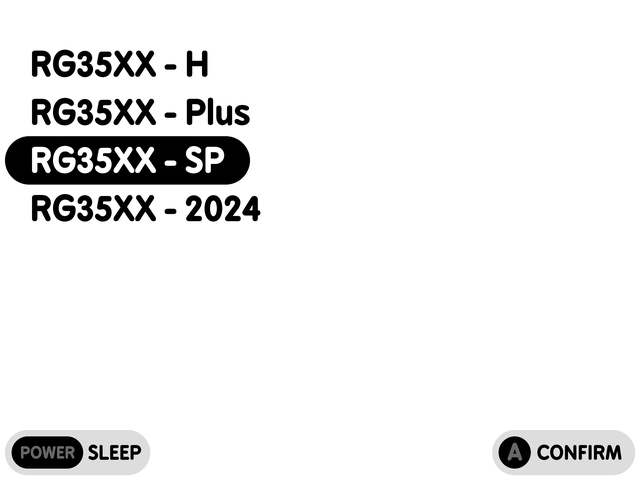 RG35XX - H
RG35XX - Plus
RG35XX - SP
RG35XX - 2024
POWER SLEEP
A CONFIRM